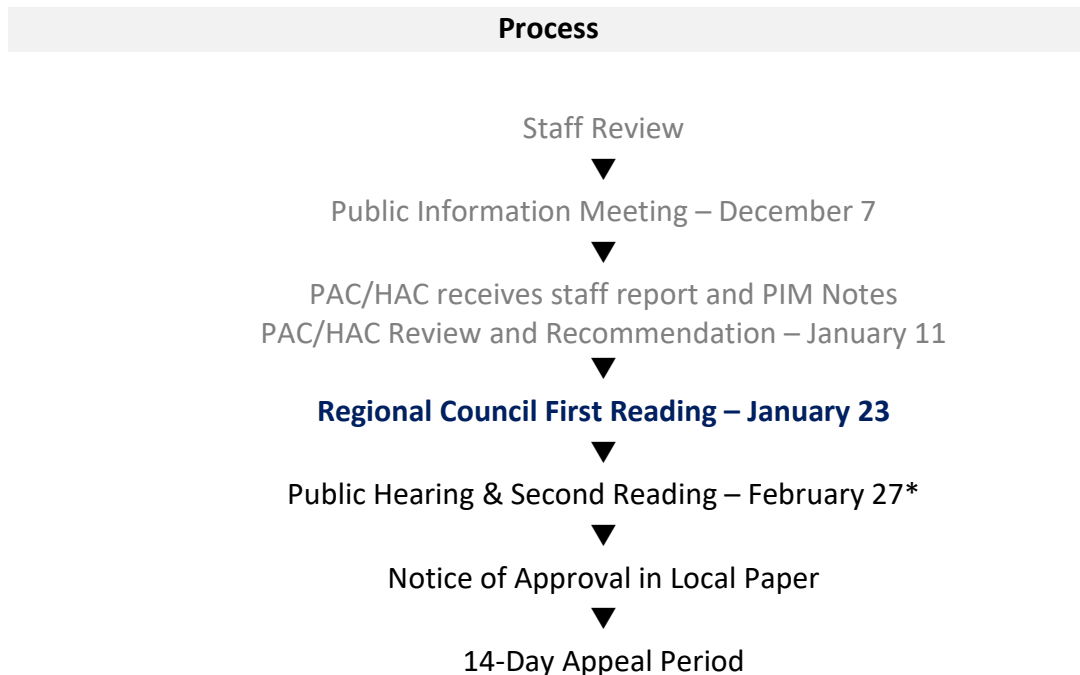 Process
Staff Review
Public Information Meeting – December 7
PAC/HAC receives staff report and PIM Notes
PAC/HAC Review and Recommendation – January 11
Regional Council First Reading – January 23
Public Hearing & Second Reading – February 27*
Notice of Approval in Local Paper
14-Day Appeal Period